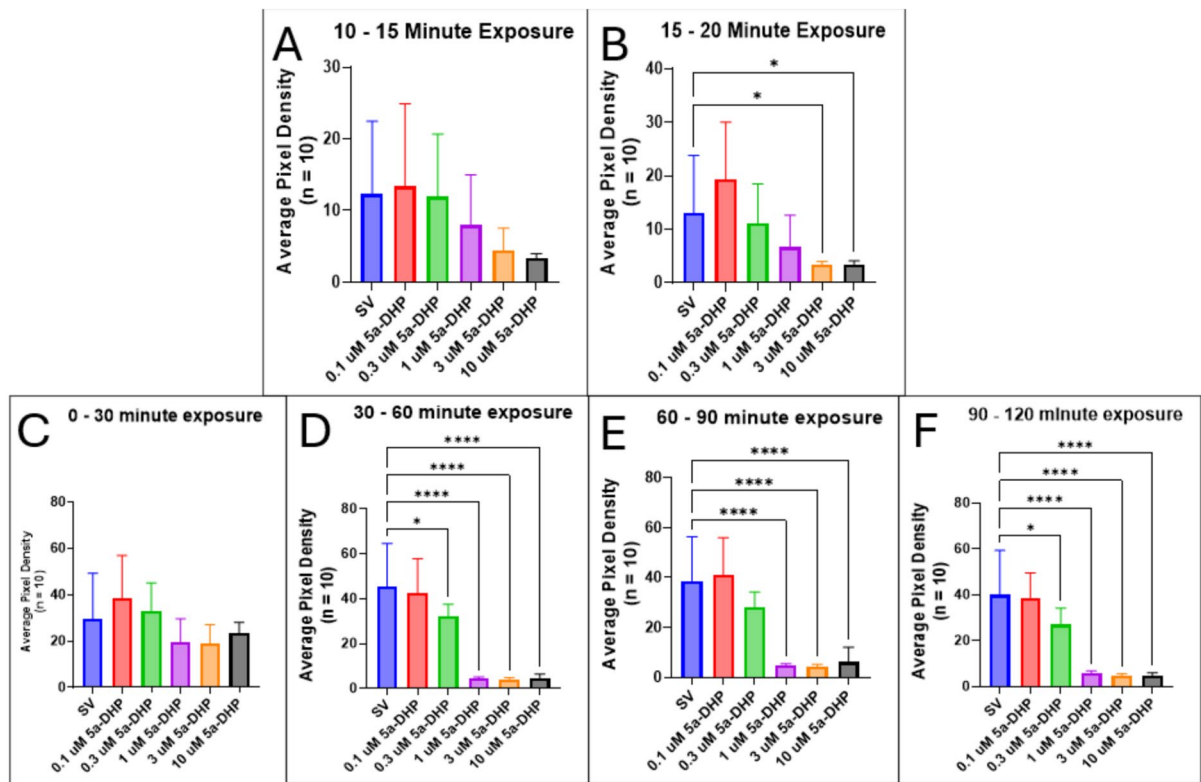 A
10 - 15 Minute Exposure
Average Pixel Density
(n = 10)
30
20
10
0
SV
0.1 uM 5a-DHP
0.3 uM 5a-DHP
1 uM 5a-DHP
3 uM 5a-DHP
10 uM 5a-DHP
B
15 - 20 Minute Exposure
Average Pixel Density
(n = 10)
40
30
20
10
0
*
*
SV
0.1 uM 5a-DHP
0.3 uM 5a-DHP
1 uM 5a-DHP
3 uM 5a-DHP
10 uM 5a-DHP
C
0 - 30 minute exposure
Average Pixel Density
(n = 10)
80
60
40
20
0
SV
0.1 uM 5a-DHP
0.3 uM 5a-DHP
1 uM 5a-DHP
3 uM 5a-DHP
10 uM 5a-DHP
D
30 - 60 minute exposure
Average Pixel Density
(n = 10)
80
60
40
20
0
****
****
****
*
SV
0.1 uM 5a-DHP
0.3 uM 5a-DHP
1 uM 5a-DHP
3 uM 5a-DHP
10 uM 5a-DHP
E
60 - 90 minute exposure
Average Pixel Density
(n = 10)
80
60
40
20
0
****
****
****
SV
0.1 uM 5a-DHP
0.3 uM 5a-DHP
1 uM 5a-DHP
3 uM 5a-DHP
10 uM 5a-DHP
F
90 - 120 minute exposure
Average Pixel Density
(n = 10)
80
60
40
20
0
****
****
****
*
SV
0.1 uM 5a-DHP
0.3 uM 5a-DHP
1 uM 5a-DHP
3 uM 5a-DHP
10 uM 5a-DHP